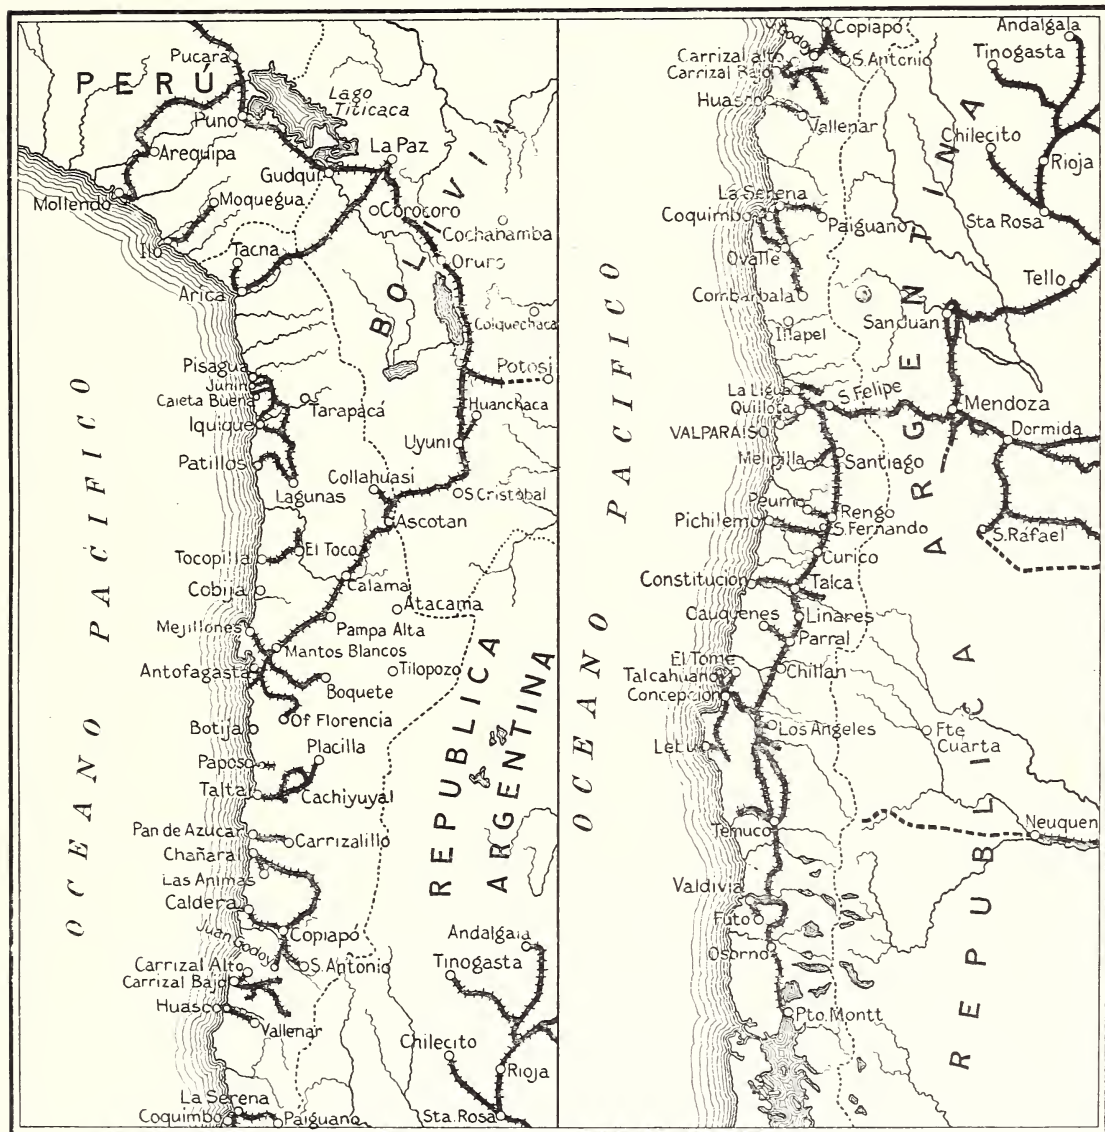 Pucara
PERÚ
Lago
Titicaca
Puno
La Paz
Arequipa
Guaqui
Mollendo
Moquegua
Corocoro
BOLIVIA
Cochabamba
Ilo
Tacna
Oruro
Arica
Colquechaca
Pisagua
Junin
Potosi
Caleta Buena
Tarapacá
Huanchaca
Iquique
Uyuni
Patillos
Collahuasi
Lagunas
S. Cristóbal
Ascotan
Tocopilla
El Toco
Calama
Cobija
Atacama
Mejillones
Pampa Alta
Mantos Blancos
Antofagasta
Tilopozo
Boquete
Of Florencia
Botija
Placilla
Papos
Taltal
Cachiyuyal
Pan de Azucar
Carrizalillo
Chañaral
Las Animas
Caldera
Juan Godoy
Copiapó
Andalgala
Carrizal Alto
S. Antonio
Tinogasta
Carrizal Bajo
Huasco
Vallenar
Chilecito
Rioja
La Serena
Coquimbo
Paiguano
Sta. Rosa
OCEANO PACÍFICO
REPUBLICA
ARGENTINA
J. Godoy
Copiapó
Andalgala
Carrizal alto
S. Antonio
Tinogasta
Carrizal Bajo
Huasco
Vallenar
Chilecito
Rioja
La Serena
Coquimbo
Paiguano
Sta Rosa
Ovalle
Tello
Combarbala
San Juan
Illapel
La Ligua
S. Felipe
Quillota
Mendoza
VALPARAISO
Dormida
Melipilla
Santiago
Peumo
Rengo
Pichilemo
S. Fernando
S. Rafael
Curico
Constitucion
Talca
Cauquenes
Linares
Parral
El Tome
Talcahuano
Chillan
Concepcion
Los Angeles
Fte
Cuarta
Lebu
Temuco
Neuquen
Valdivia
Futo
Osorno
Pto. Montt
OCEANO PACIFICO
REPUBLICA ARGENTINA